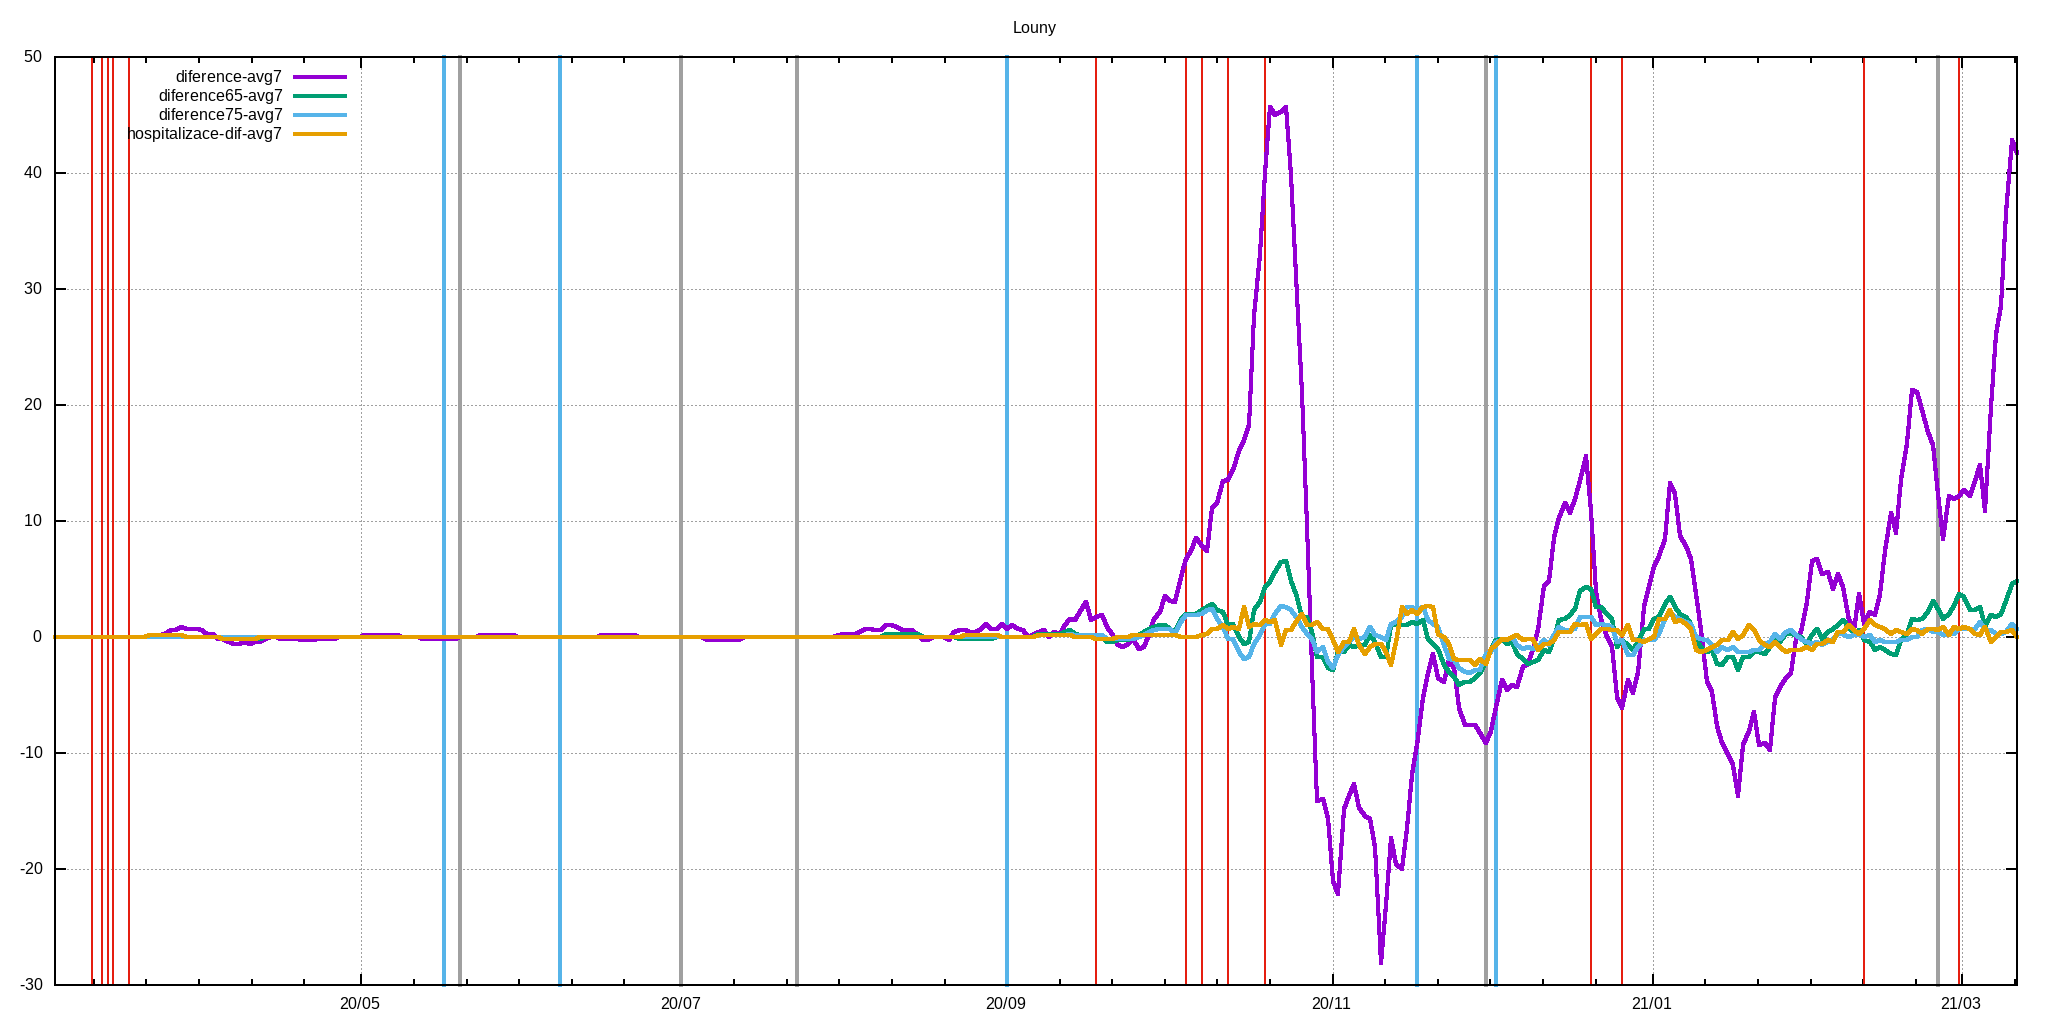 Louny
diference-avg7
diference65-avg7
diference75-avg7
hospitalizace-dif-avg7
50
40
30
20
10
0
-10
-20
-30
20/05 20/07 20/09 20/11 21/01 21/03